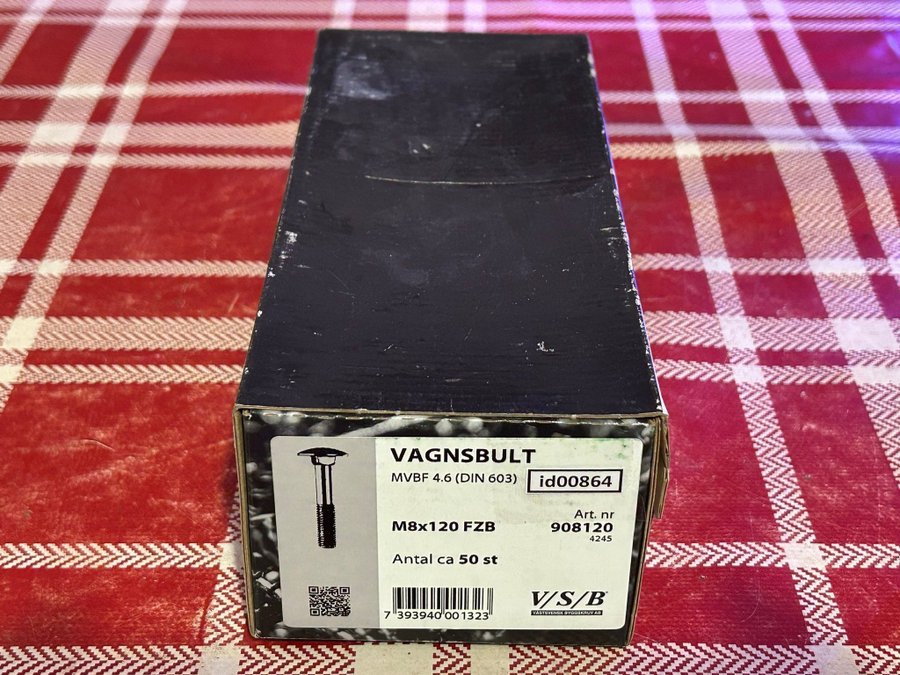 VAGNSBULT
MVBF 4.6 (DIN 603)
id00864
M8x120 FZB
Art. nr
908120
4245
Antal ca 50 st
7 393940 001323
V/S/B
VÄSTSVENSK BYGGSKRUV AB